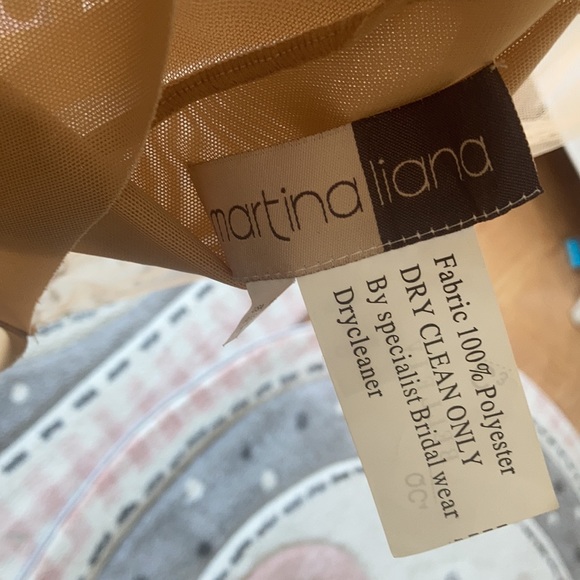 martina liana
Fabric 100% Polyester
DRY CLEAN ONLY
By specialist Bridal wear
Drycleaner